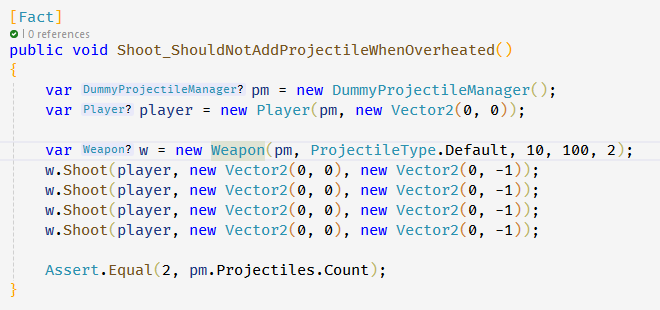 [Fact]
| 0 references
public void Shoot_ShouldNotAddProjectileWhenOverheated()
{
    var DummyProjectileManager? pm = new DummyProjectileManager();
    var Player? player = new Player(pm, new Vector2(0, 0));

    var Weapon? w = new Weapon(pm, ProjectileType.Default, 10, 100, 2);
    w.Shoot(player, new Vector2(0, 0), new Vector2(0, -1));
    w.Shoot(player, new Vector2(0, 0), new Vector2(0, -1));
    w.Shoot(player, new Vector2(0, 0), new Vector2(0, -1));
    w.Shoot(player, new Vector2(0, 0), new Vector2(0, -1));

    Assert.Equal(2, pm.Projectiles.Count);
}